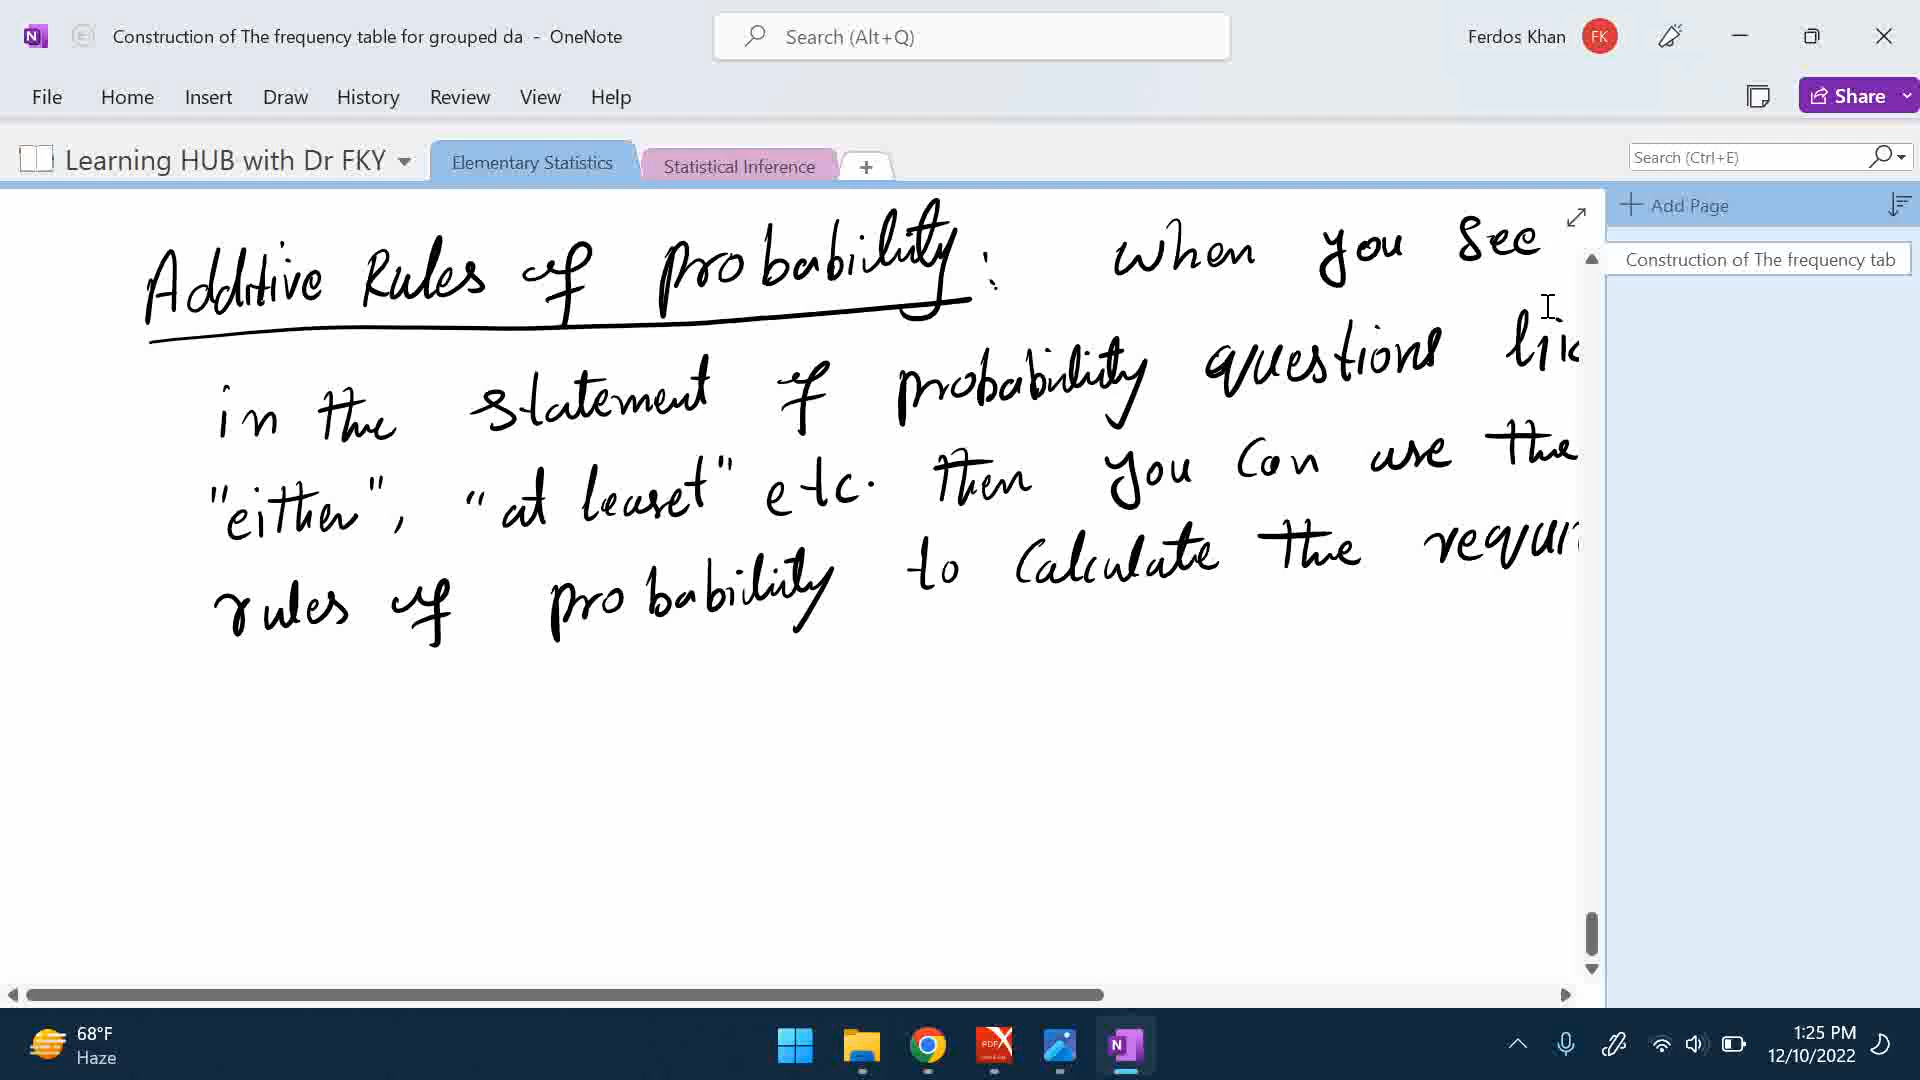 Construction of The frequency table for grouped da - OneNote
Search (Alt+Q)
Ferdos Khan
FK
File Home Insert Draw History Review View Help
Share
Learning HUB with Dr FKY
Elementary Statistics
Statistical Inference
+
Search (Ctrl+E)
Add Page
Construction of The frequency tab
Additive Rules of probability: When you see
in the statement of probability questions
"either", "at leaset" etc. then you can use the
rules of probability to calculate the
68°F
Haze
1:25 PM
12/10/2022